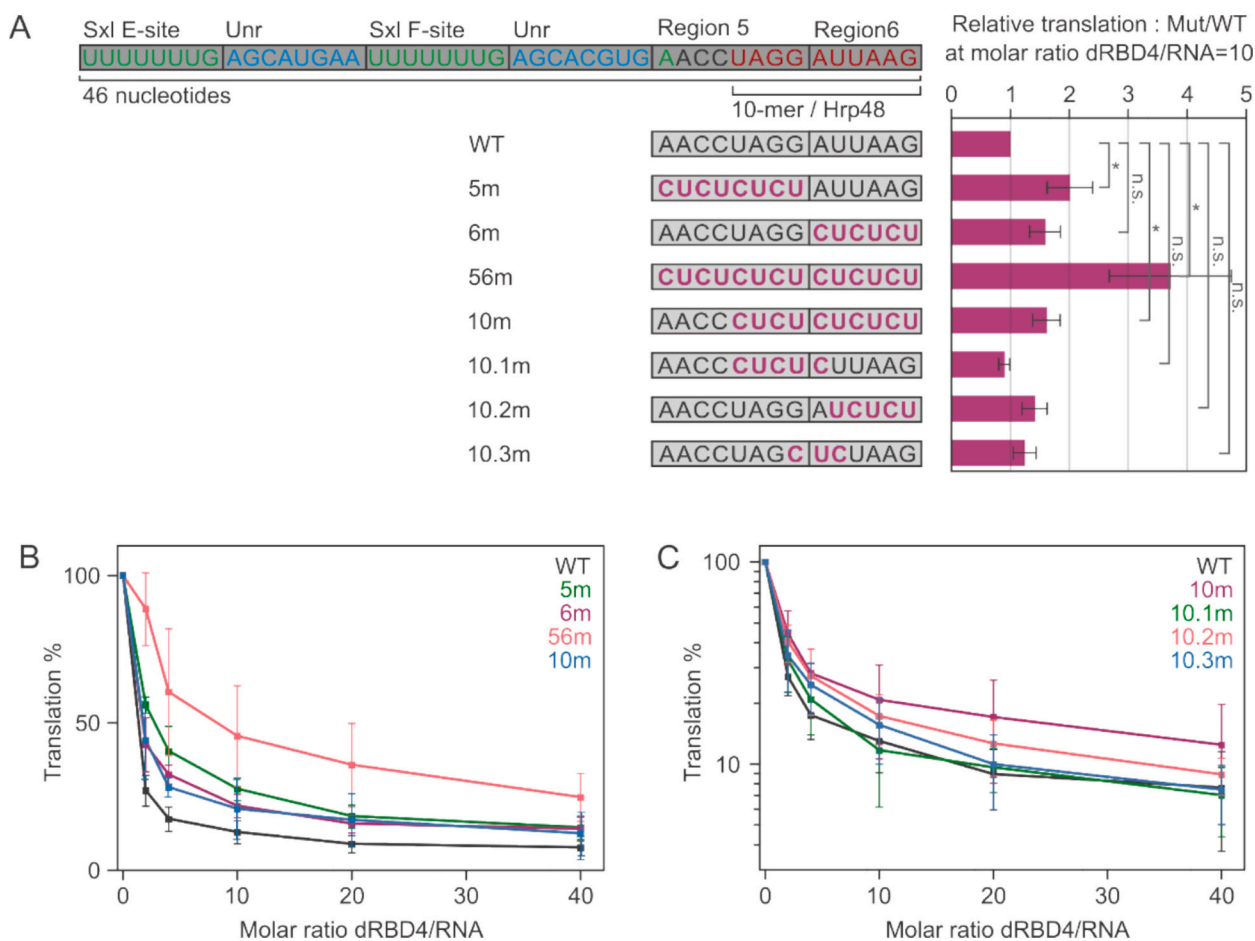 A
Sxl E-site Unr Sxl F-site Unr Region 5 Region6
UUUUUUUG AGCAUGAA UUUUUUUG AGCACGUG AACCUAGG AUUAAG
46 nucleotides
10-mer / Hrp48
Relative translation : Mut/WT
at molar ratio dRBD4/RNA=10
0 1 2 3 4 5
WT AACCUAGG AUUAAG
5m CUCUCUCU AUUAAG
6m AACCUAGG CUCUCU
56m CUCUCUCU CUCUCU
10m AACCCUCU CUCUCU
10.1m AACCCUCU CUUAAG
10.2m AACCUAGG AUCUCU
10.3m AACCUAGC UCUAAG
*
n.s.
*
n.s.
*
n.s.
n.s.
B
Translation %
100
50
0
0 10 20 30 40
Molar ratio dRBD4/RNA
WT
5m
6m
56m
10m
C
Translation %
100
10
0 10 20 30 40
Molar ratio dRBD4/RNA
WT
10m
10.1m
10.2m
10.3m